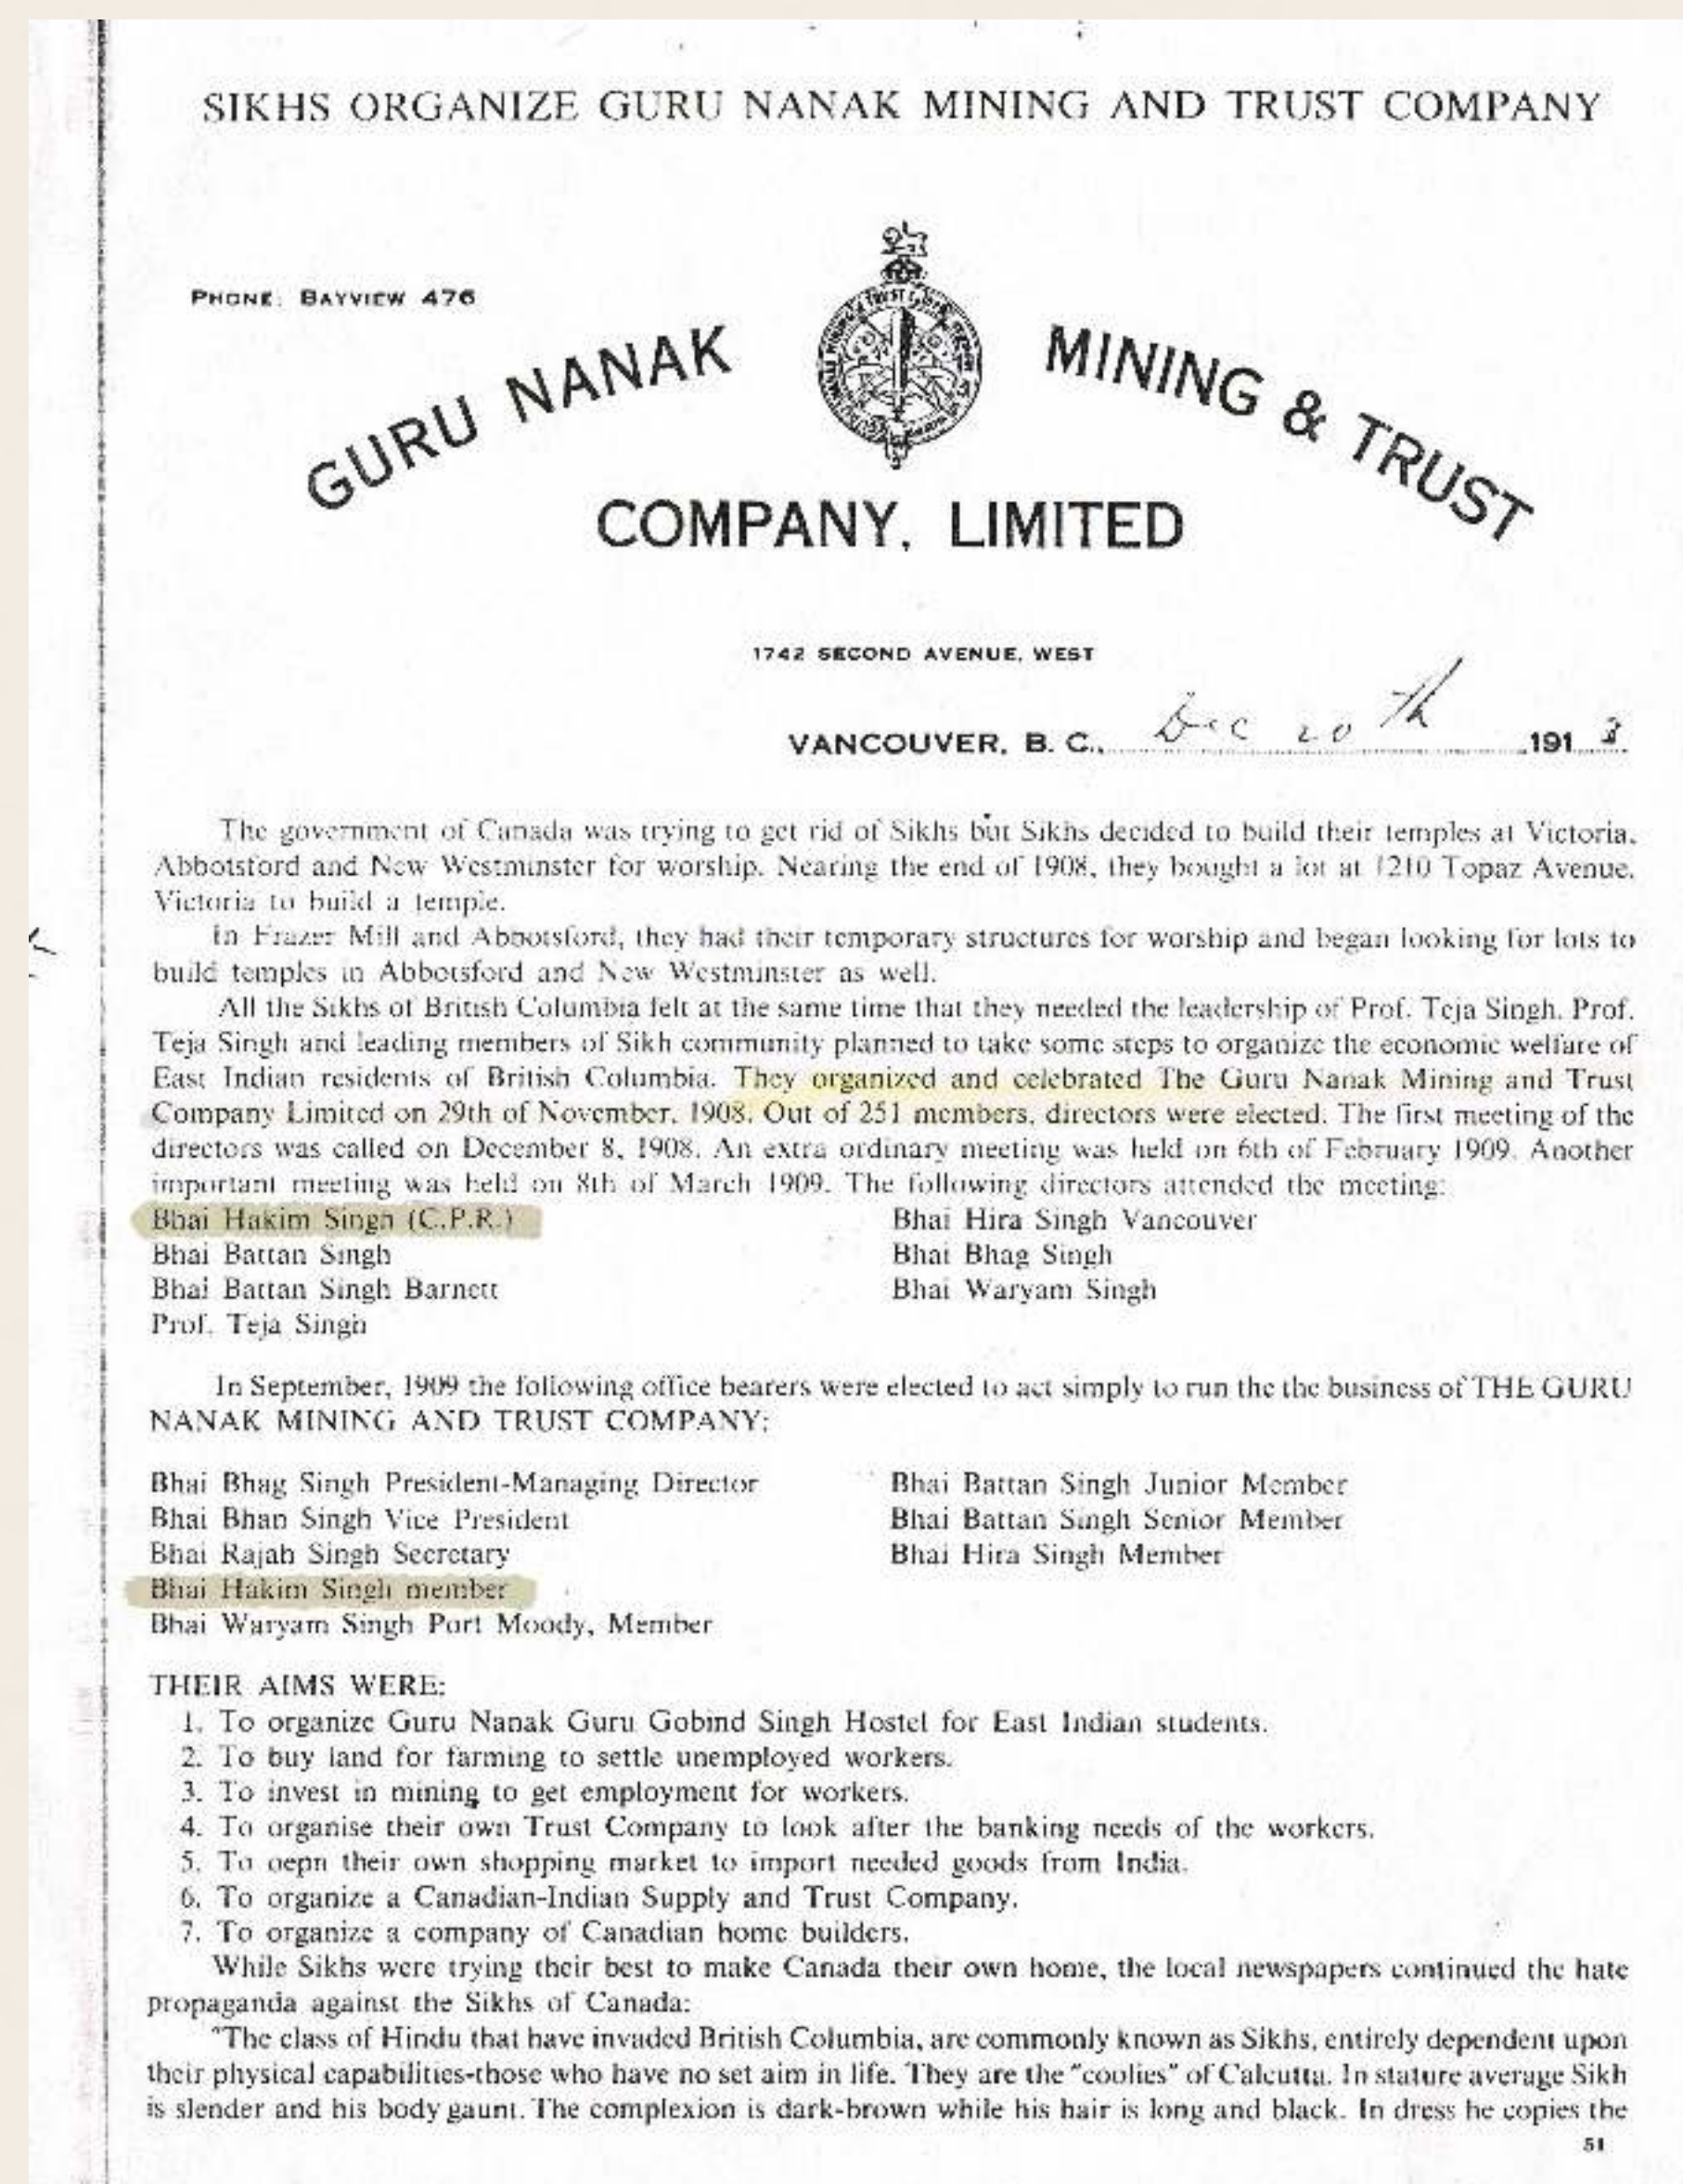 SIKHS ORGANIZE GURU NANAK MINING AND TRUST COMPANY
PHONE: BAYVIEW 476
GURU NANAK MINING & TRUST
COMPANY, LIMITED
1742 SECOND AVENUE, WEST
VANCOUVER, B. C., Dec 20th 1913
The government of Canada was trying to get rid of Sikhs but Sikhs decided to build their temples at Victoria,
Abbotsford and New Westminster for worship. Nearing the end of 1908, they bought a lot at 1210 Topaz Avenue,
Victoria to build a temple.
In Frazer Mill and Abbotsford, they had their temporary structures for worship and began looking for lots to
build temples in Abbotsford and New Westminster as well.
All the Sikhs of British Columbia felt at the same time that they needed the leadership of Prof. Teja Singh. Prof.
Teja Singh and leading members of Sikh community planned to take some steps to organize the economic welfare of
East Indian residents of British Columbia. They organized and celebrated The Guru Nanak Mining and Trust
Company Limited on 29th of November, 1908. Out of 251 members, directors were elected. The first meeting of the
directors was called on December 8, 1908. An extra ordinary meeting was held on 6th of February 1909. Another
important meeting was held on 8th of March 1909. The following directors attended the meeting:
Bhai Hakim Singh (C.P.R.) Bhai Hira Singh Vancouver
Bhai Battan Singh Bhai Bhag Singh
Bhai Battan Singh Barnett Bhai Waryam Singh
Prof. Teja Singh
In September, 1909 the following office bearers were elected to act simply to run the the business of THE GURU
NANAK MINING AND TRUST COMPANY:
Bhai Bhag Singh President-Managing Director Bhai Battan Singh Junior Member
Bhai Bhan Singh Vice President Bhai Battan Singh Senior Member
Bhai Rajah Singh Secretary Bhai Hira Singh Member
Bhai Hakim Singh member
Bhai Waryam Singh Port Moody, Member
THEIR AIMS WERE:
1. To organize Guru Nanak Guru Gobind Singh Hostel for East Indian students.
2. To buy land for farming to settle unemployed workers.
3. To invest in mining to get employment for workers.
4. To organise their own Trust Company to look after the banking needs of the workers.
5. To oepn their own shopping market to import needed goods from India.
6. To organize a Canadian-Indian Supply and Trust Company.
7. To organize a company of Canadian home builders.
While Sikhs were trying their best to make Canada their own home, the local newspapers continued the hate
propaganda against the Sikhs of Canada:
"The class of Hindu that have invaded British Columbia, are commonly known as Sikhs, entirely dependent upon
their physical capabilities-those who have no set aim in life. They are the "coolies" of Calcutta. In stature average Sikh
is slender and his body gaunt. The complexion is dark-brown while his hair is long and black. In dress he copies the
51